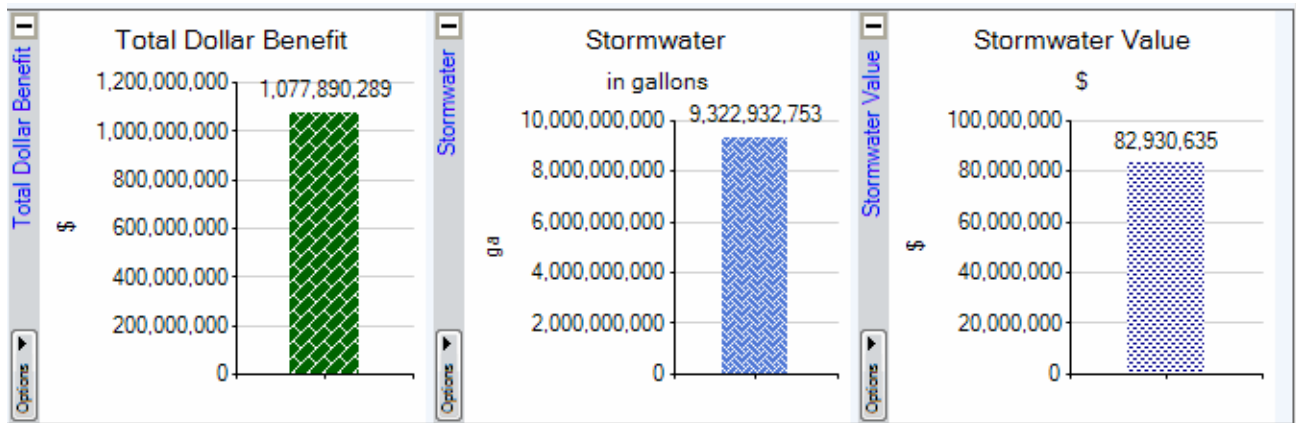 Total Dollar Benefit
Total Dollar Benefit
1,200,000,000
1,077,890,289
1,000,000,000
800,000,000
$
600,000,000
400,000,000
200,000,000
0
Options
Stormwater
Stormwater
in gallons
10,000,000,000
9,322,932,753
8,000,000,000
6,000,000,000
ga
4,000,000,000
2,000,000,000
0
Options
Stormwater Value
Stormwater Value
$
100,000,000
82,930,635
80,000,000
60,000,000
$
40,000,000
20,000,000
0
Options